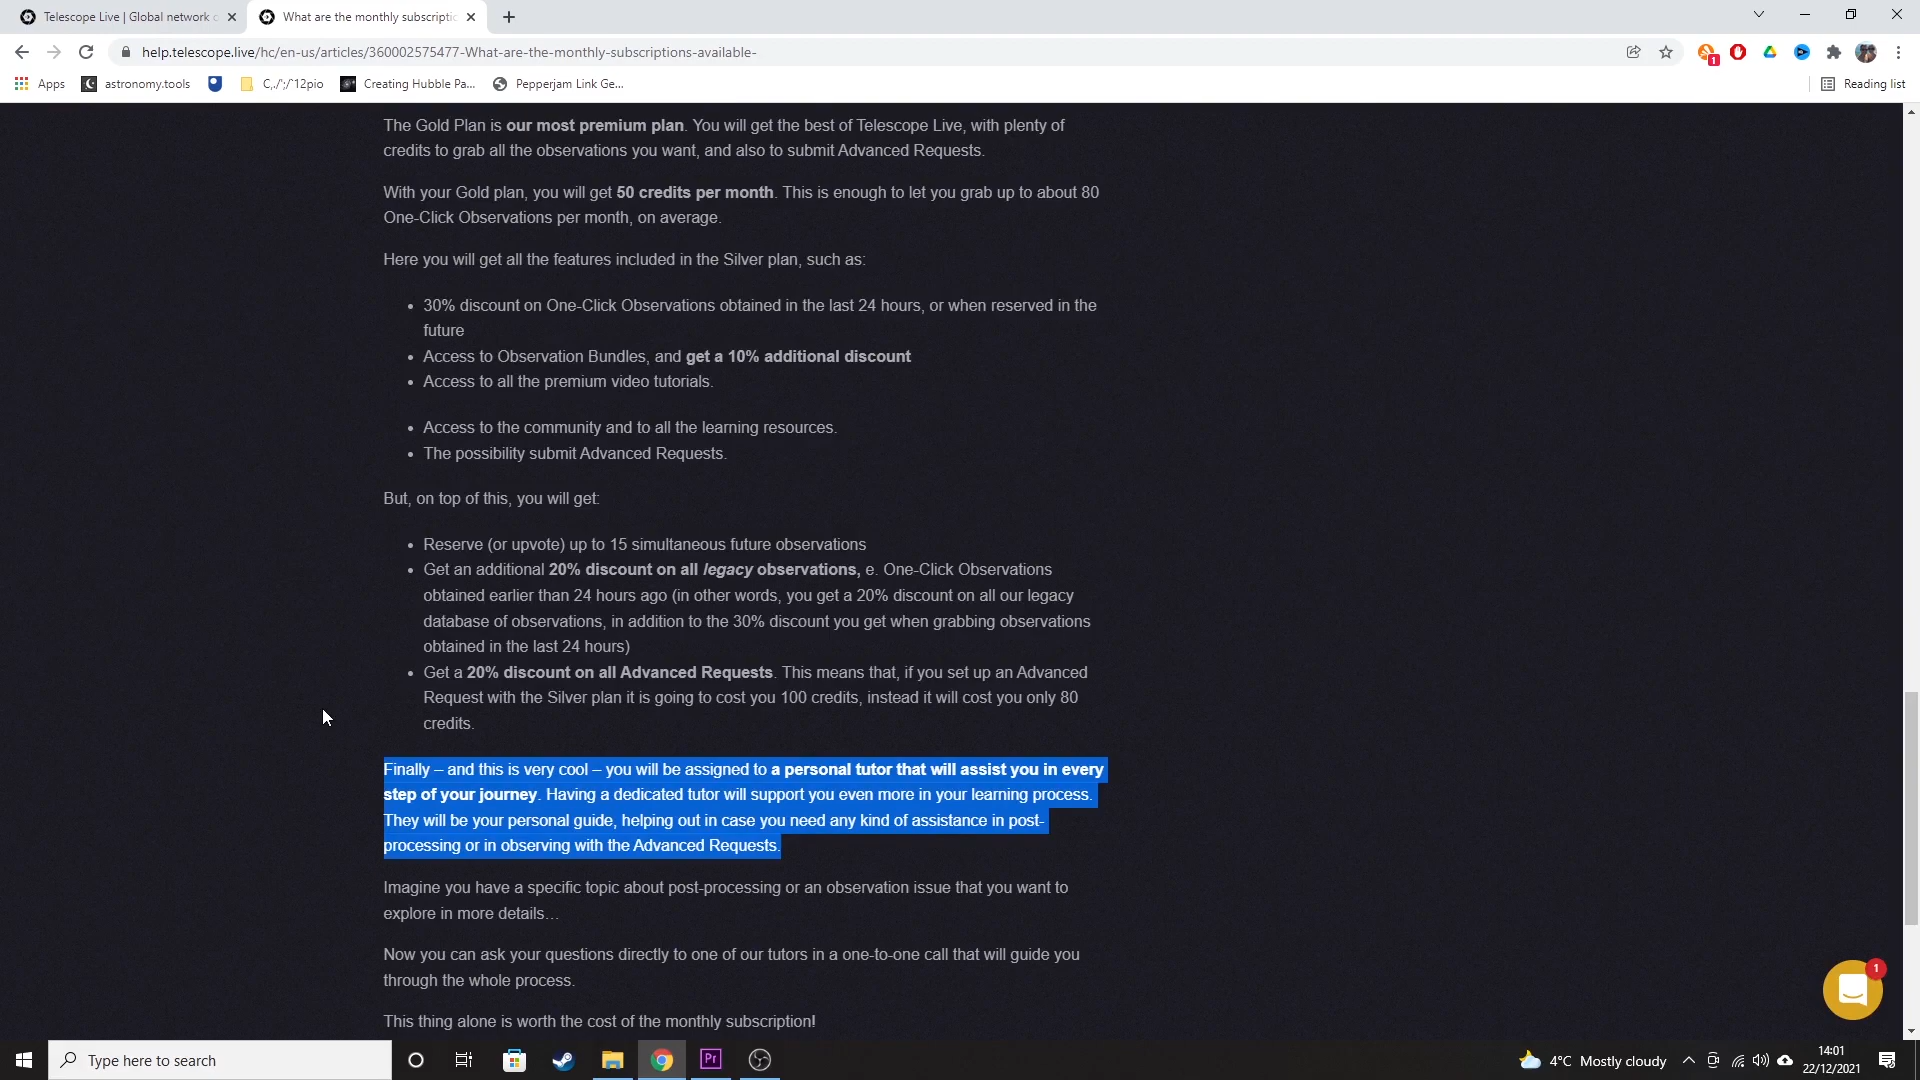 Telescope Live | Global network
What are the monthly subscriptio
help.telescope.live/hc/en-us/articles/360002575477-What-are-the-monthly-subscriptions-available-
1
Apps
astronomy.tools
C,./';/'12pio
Creating Hubble Pa...
Pepperjam Link Ge...
Reading list
The Gold Plan is our most premium plan. You will get the best of Telescope Live, with plenty of
credits to grab all the observations you want, and also to submit Advanced Requests.
With your Gold plan, you will get 50 credits per month. This is enough to let you grab up to about 80
One-Click Observations per month, on average.
Here you will get all the features included in the Silver plan, such as:
• 30% discount on One-Click Observations obtained in the last 24 hours, or when reserved in the
future
• Access to Observation Bundles, and get a 10% additional discount
• Access to all the premium video tutorials.
• Access to the community and to all the learning resources.
• The possibility submit Advanced Requests.
But, on top of this, you will get:
• Reserve (or upvote) up to 15 simultaneous future observations
• Get an additional 20% discount on all legacy observations, e. One-Click Observations
obtained earlier than 24 hours ago (in other words, you get a 20% discount on all our legacy
database of observations, in addition to the 30% discount you get when grabbing observations
obtained in the last 24 hours)
• Get a 20% discount on all Advanced Requests. This means that, if you set up an Advanced
Request with the Silver plan it is going to cost you 100 credits, instead it will cost you only 80
credits.
Finally – and this is very cool – you will be assigned to a personal tutor that will assist you in every
step of your journey. Having a dedicated tutor will support you even more in your learning process.
They will be your personal guide, helping out in case you need any kind of assistance in post-
processing or in observing with the Advanced Requests.
Imagine you have a specific topic about post-processing or an observation issue that you want to
explore in more details…
Now you can ask your questions directly to one of our tutors in a one-to-one call that will guide you
through the whole process.
This thing alone is worth the cost of the monthly subscription!
1
Type here to search
Pr
4°C Mostly cloudy
14:01
22/12/2021